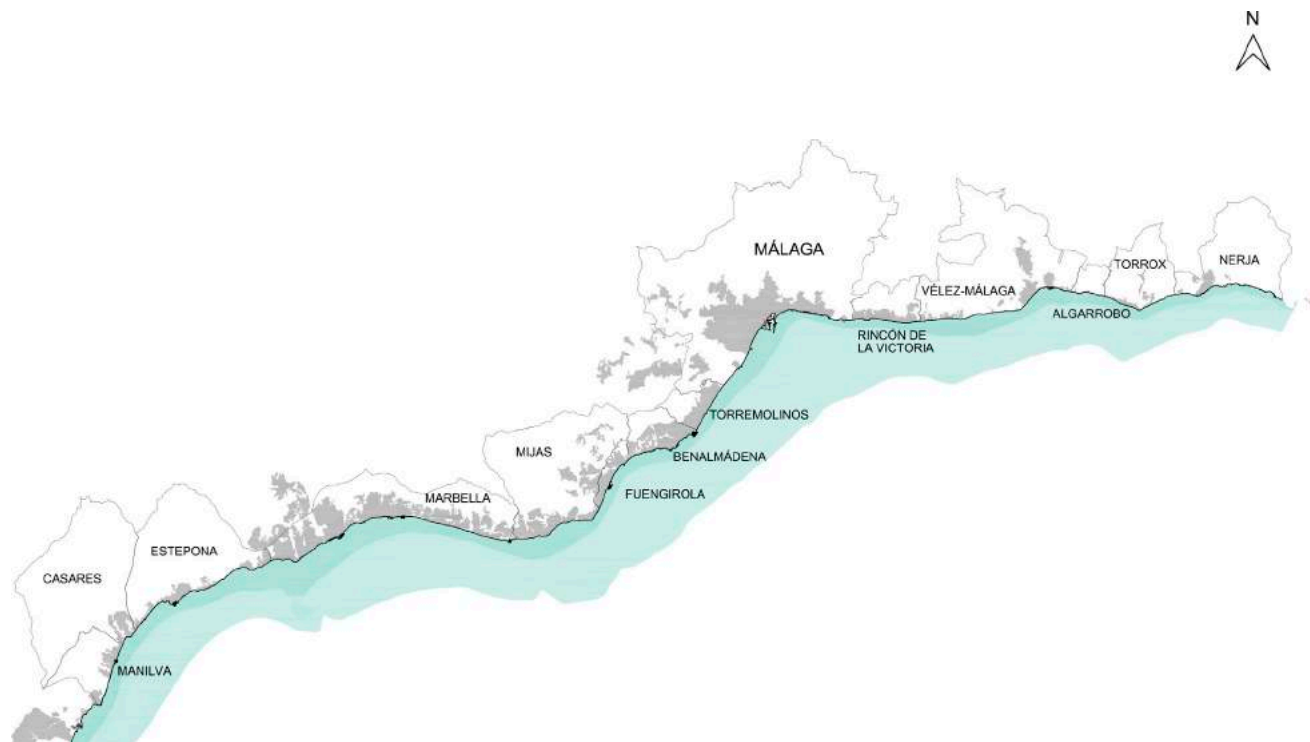 N
MÁLAGA
NERJA
TORROX
VÉLEZ-MÁLAGA
ALGARROBO
RINCÓN DE
LA VICTORIA
TORREMOLINOS
BENALMÁDENA
MIJAS
FUENGIROLA
MARBELLA
ESTEPONA
CASARES
MANILVA